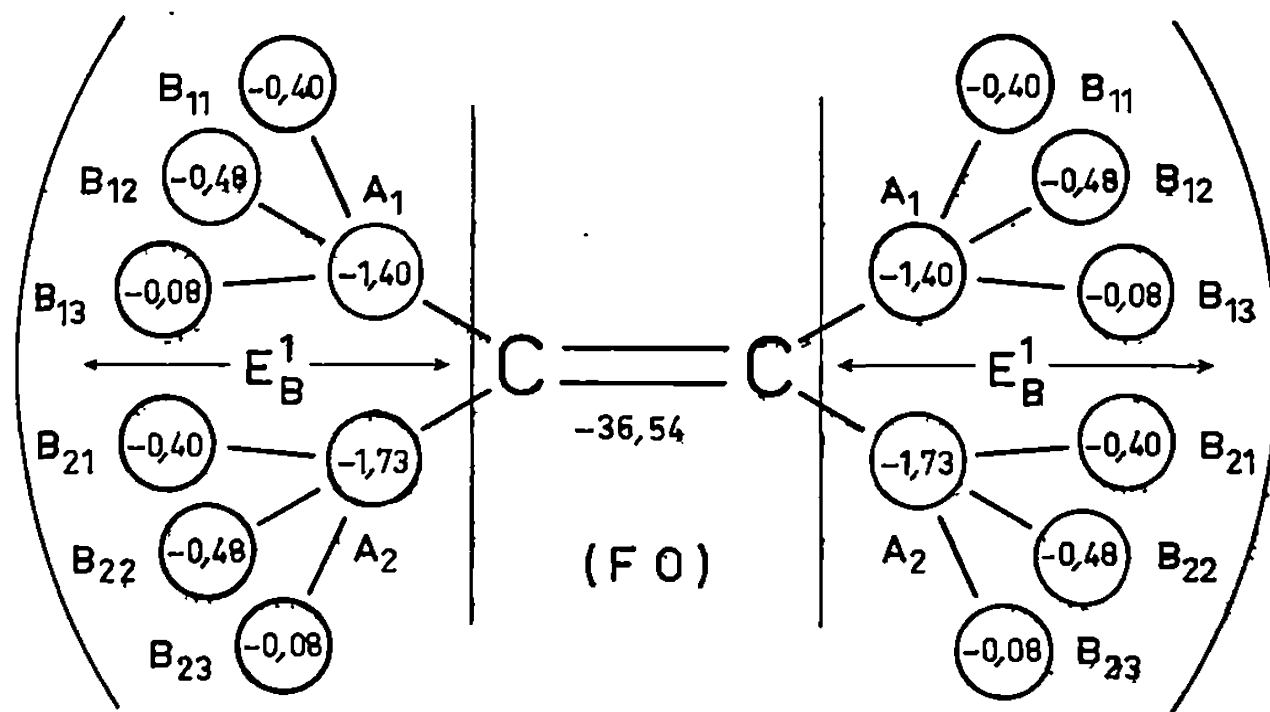 B11 -0,40 -0,40 B11
B12 -0,48 A1 A1 -0,48 B12
B13 -0,08 -1,40 -1,40 -0,08 B13
E1B C C E1B
-36,54
B21 -0,40 -1,73 -1,73 -0,40 B21
B22 -0,48 A2 (FO) A2 -0,48 B22
B23 -0,08 -0,08 B23